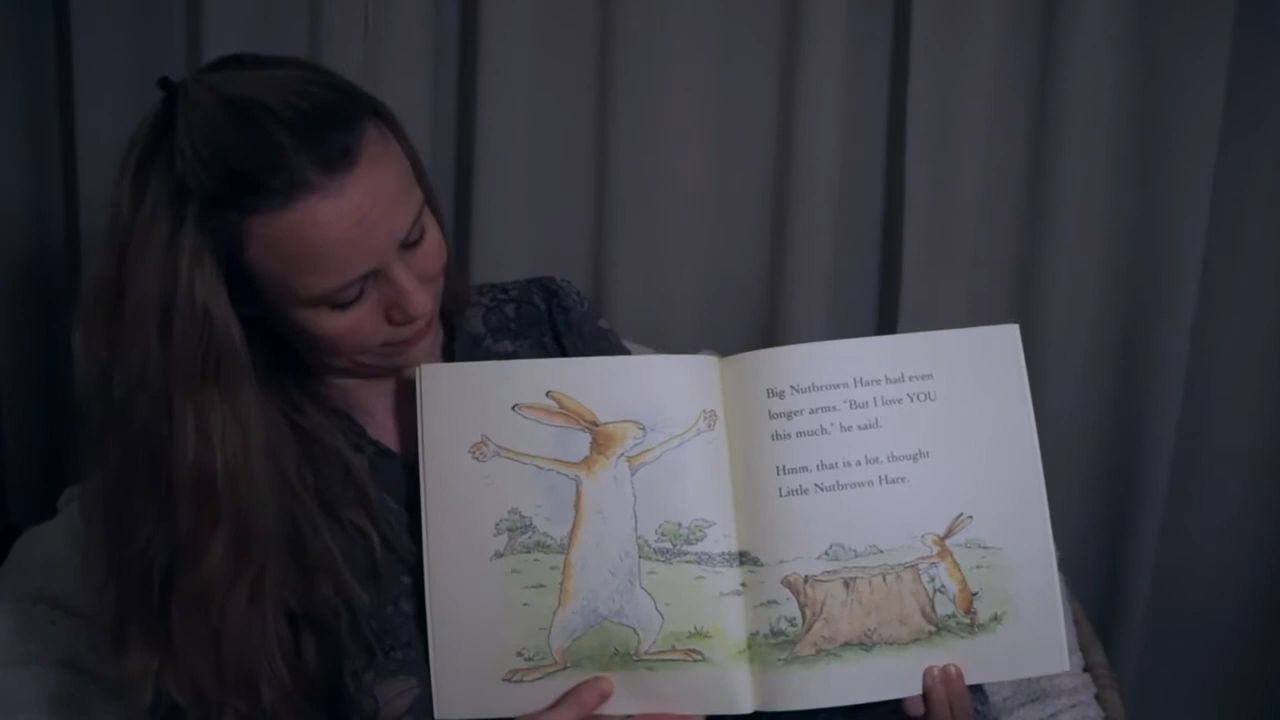 Big Nutbrown Hare had even
longer arms. "But I love YOU
this much," he said.
Hmm, that is a lot, thought
Little Nutbrown Hare.